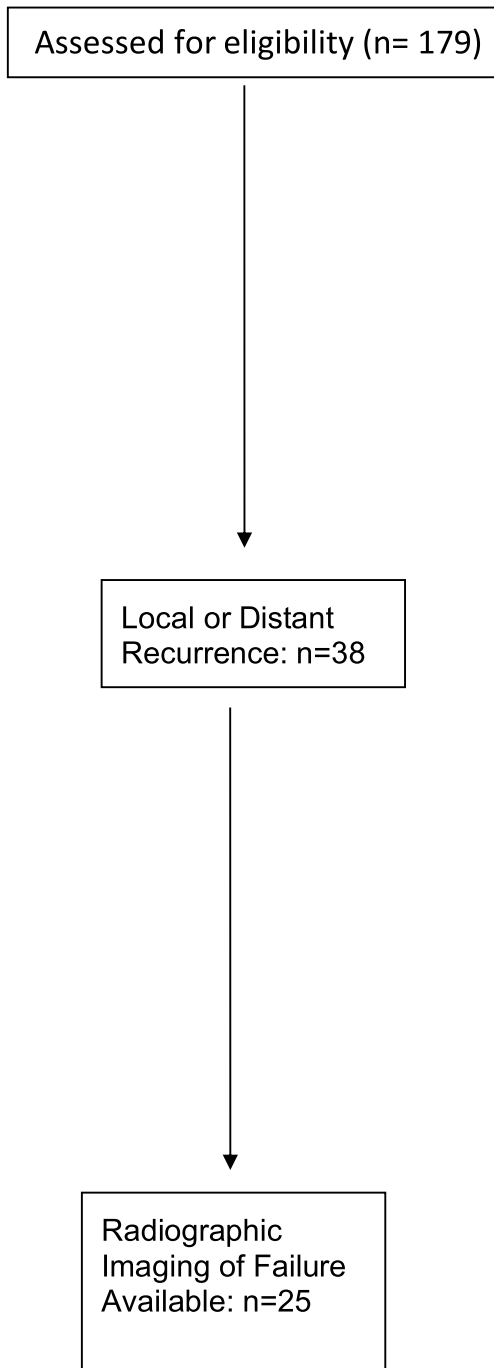 Assessed for eligibility (n= 179)
Local or Distant
Recurrence: n=38
Radiographic
Imaging of Failure
Available: n=25